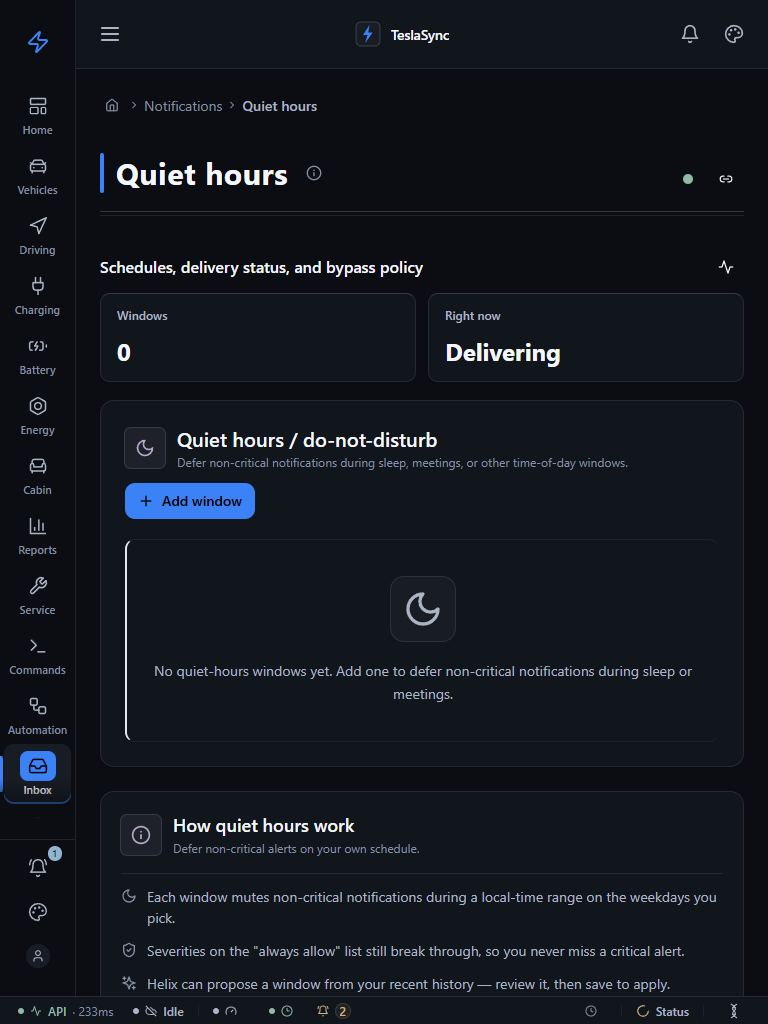 TeslaSync
Home
Vehicles
Driving
Charging
Battery
Energy
Cabin
Reports
Service
Commands
Automation
Inbox
1
Notifications
Quiet hours
Quiet hours
Schedules, delivery status, and bypass policy
Windows
0
Right now
Delivering
Quiet hours / do-not-disturb
Defer non-critical notifications during sleep, meetings, or other time-of-day windows.
Add window
No quiet-hours windows yet. Add one to defer non-critical notifications during sleep or
meetings.
How quiet hours work
Defer non-critical alerts on your own schedule.
Each window mutes non-critical notifications during a local-time range on the weekdays you
pick.
Severities on the "always allow" list still break through, so you never miss a critical alert.
Helix can propose a window from your recent history — review it, then save to apply.
API · 233ms
Idle
2
Status